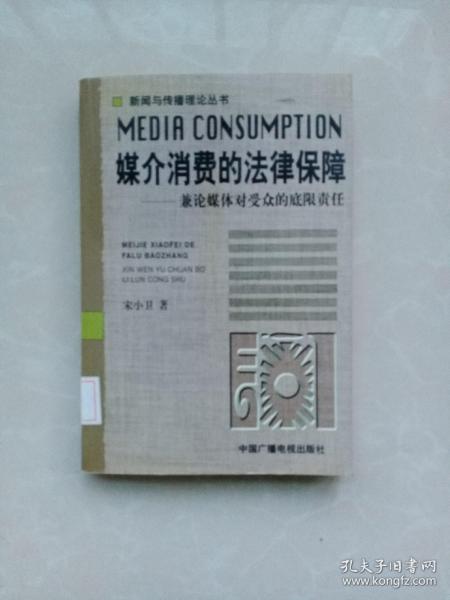 新闻与传播理论丛书
MEDIA CONSUMPTION
媒介消费的法律保障
——兼论媒体对受众的底限责任
MEIJIE XIAOFEI DE
FALU BAOZHANG
XIN WEN YU CHUAN BO
LI LUN CONG SHU
宋小卫 著
中国广播电视出版社
孔夫子旧书网
www.kongfz.com